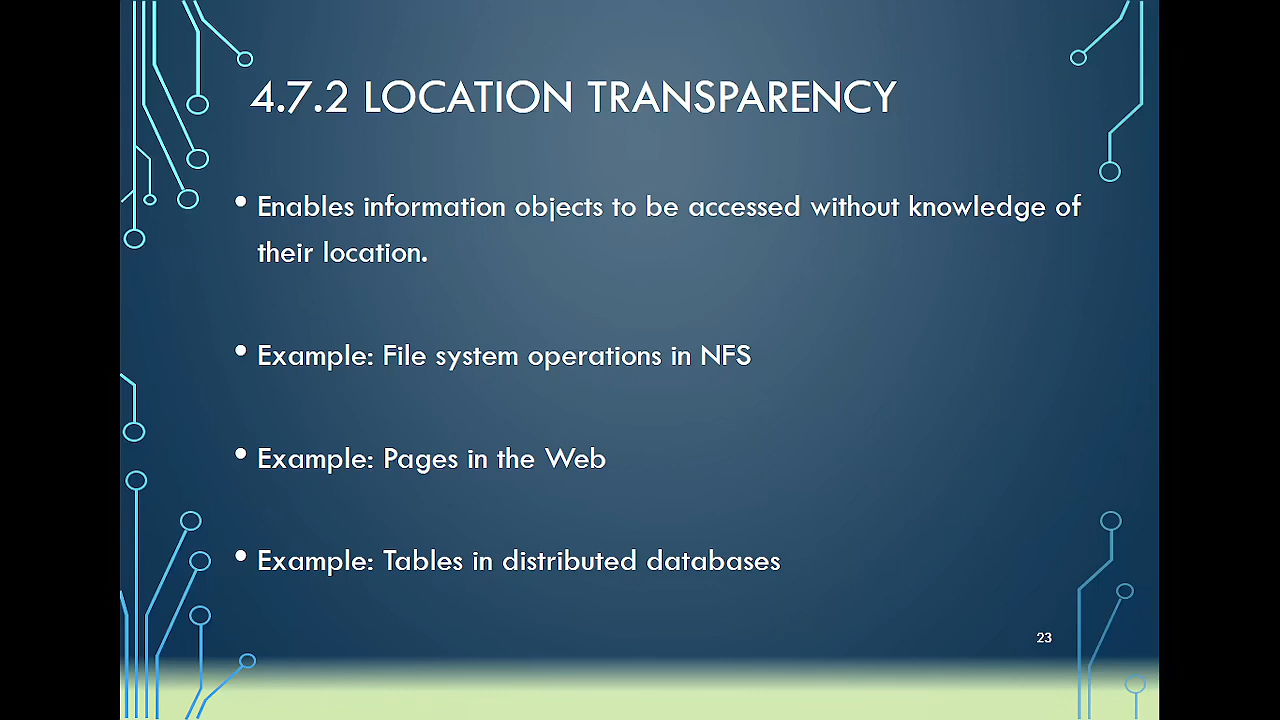 4.7.2 LOCATION TRANSPARENCY
• Enables information objects to be accessed without knowledge of
their location.
• Example: File system operations in NFS
• Example: Pages in the Web
• Example: Tables in distributed databases
23